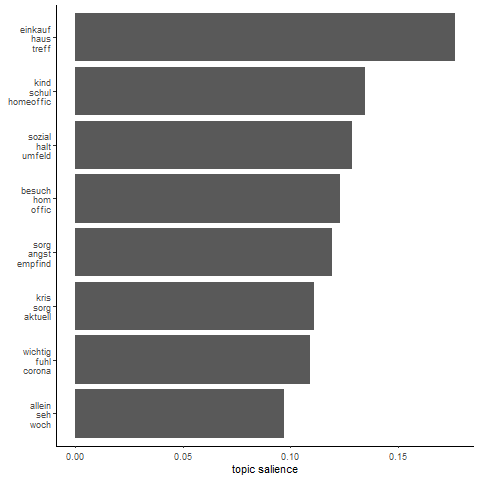 einkauf
haus
treff
kind
schul
homeoffic
sozial
halt
umfeld
besuch
hom
offic
sorg
angst
empfind
kris
sorg
aktuell
wichtig
fuhl
corona
allein
seh
woch
0.00 0.05 0.10 0.15
topic salience